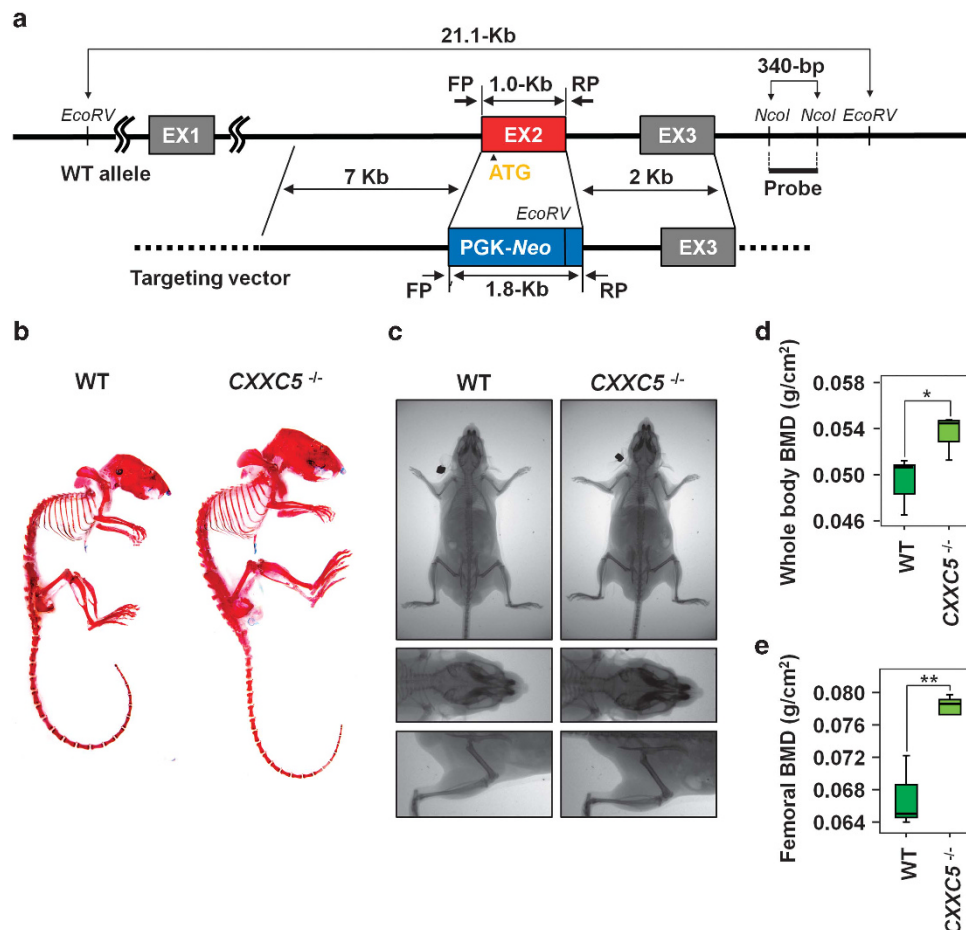 a
21.1-Kb
FP 1.0-Kb RP
340-bp
EcoRV
NcoI NcoI EcoRV
EX1
EX2
EX3
WT allele
ATG
7 Kb
2 Kb
Probe
EcoRV
PGK-Neo
EX3
Targeting vector
FP 1.8-Kb RP
b
WT
CXXC5 -/-
c
WT
CXXC5 -/-
d
Whole body BMD (g/cm²)
0.058
0.054
0.050
0.046
*
WT
CXXC5 -/-
e
Femoral BMD (g/cm²)
0.080
0.076
0.072
0.068
0.064
**
WT
CXXC5 -/-